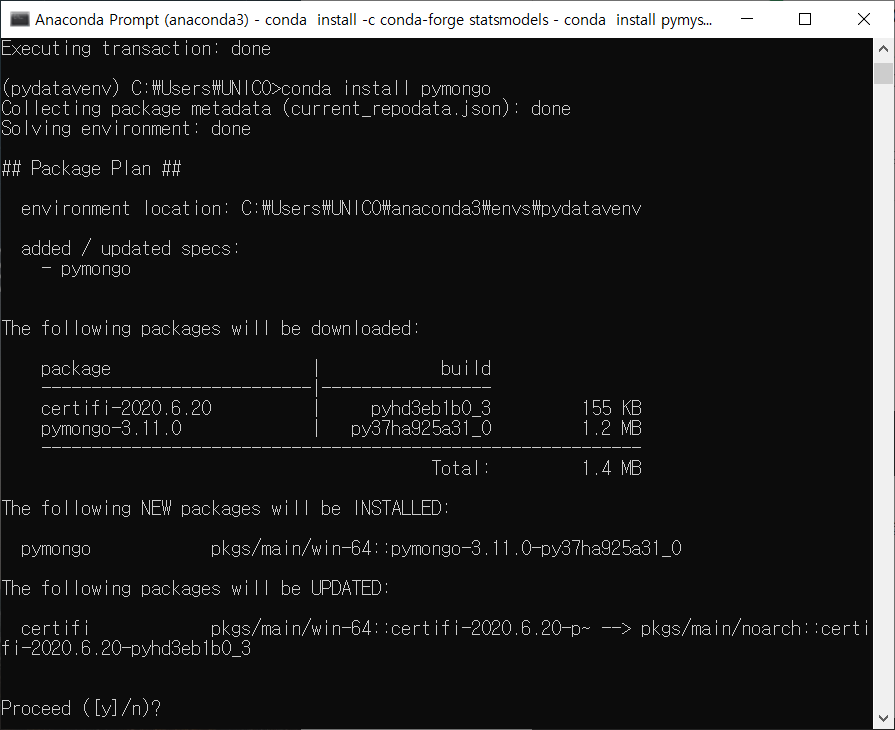 Anaconda Prompt (anaconda3) - conda  install -c conda-forge statsmodels - conda  install pymys...
Executing transaction: done
(pydatavenv) C:₩Users₩UNICO>conda install pymongo
Collecting package metadata (current_repodata.json): done
Solving environment: done
## Package Plan ##
environment location: C:₩Users₩UNICO₩anaconda3₩envs₩pydatavenv
added / updated specs:
- pymongo
The following packages will be downloaded:
package | build
---------------------------|-----------------
certifi-2020.6.20 | pyhd3eb1b0_3 155 KB
pymongo-3.11.0 | py37ha925a31_0 1.2 MB
------------------------------------------------------------
Total: 1.4 MB
The following NEW packages will be INSTALLED:
pymongo pkgs/main/win-64::pymongo-3.11.0-py37ha925a31_0
The following packages will be UPDATED:
certifi pkgs/main/win-64::certifi-2020.6.20-p~ --> pkgs/main/noarch::certi
fi-2020.6.20-pyhd3eb1b0_3
Proceed ([y]/n)?